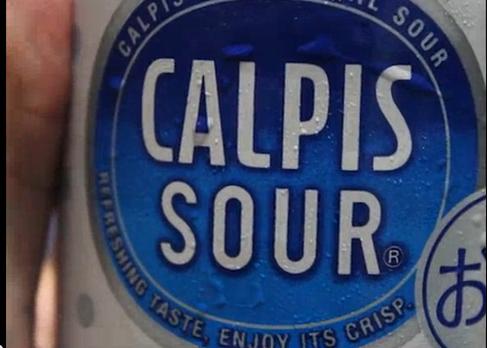 CALPIS
SOUR
CALPIS SOUR
SOUR®
REFRESHING TASTE, ENJOY ITS CRISP.
お